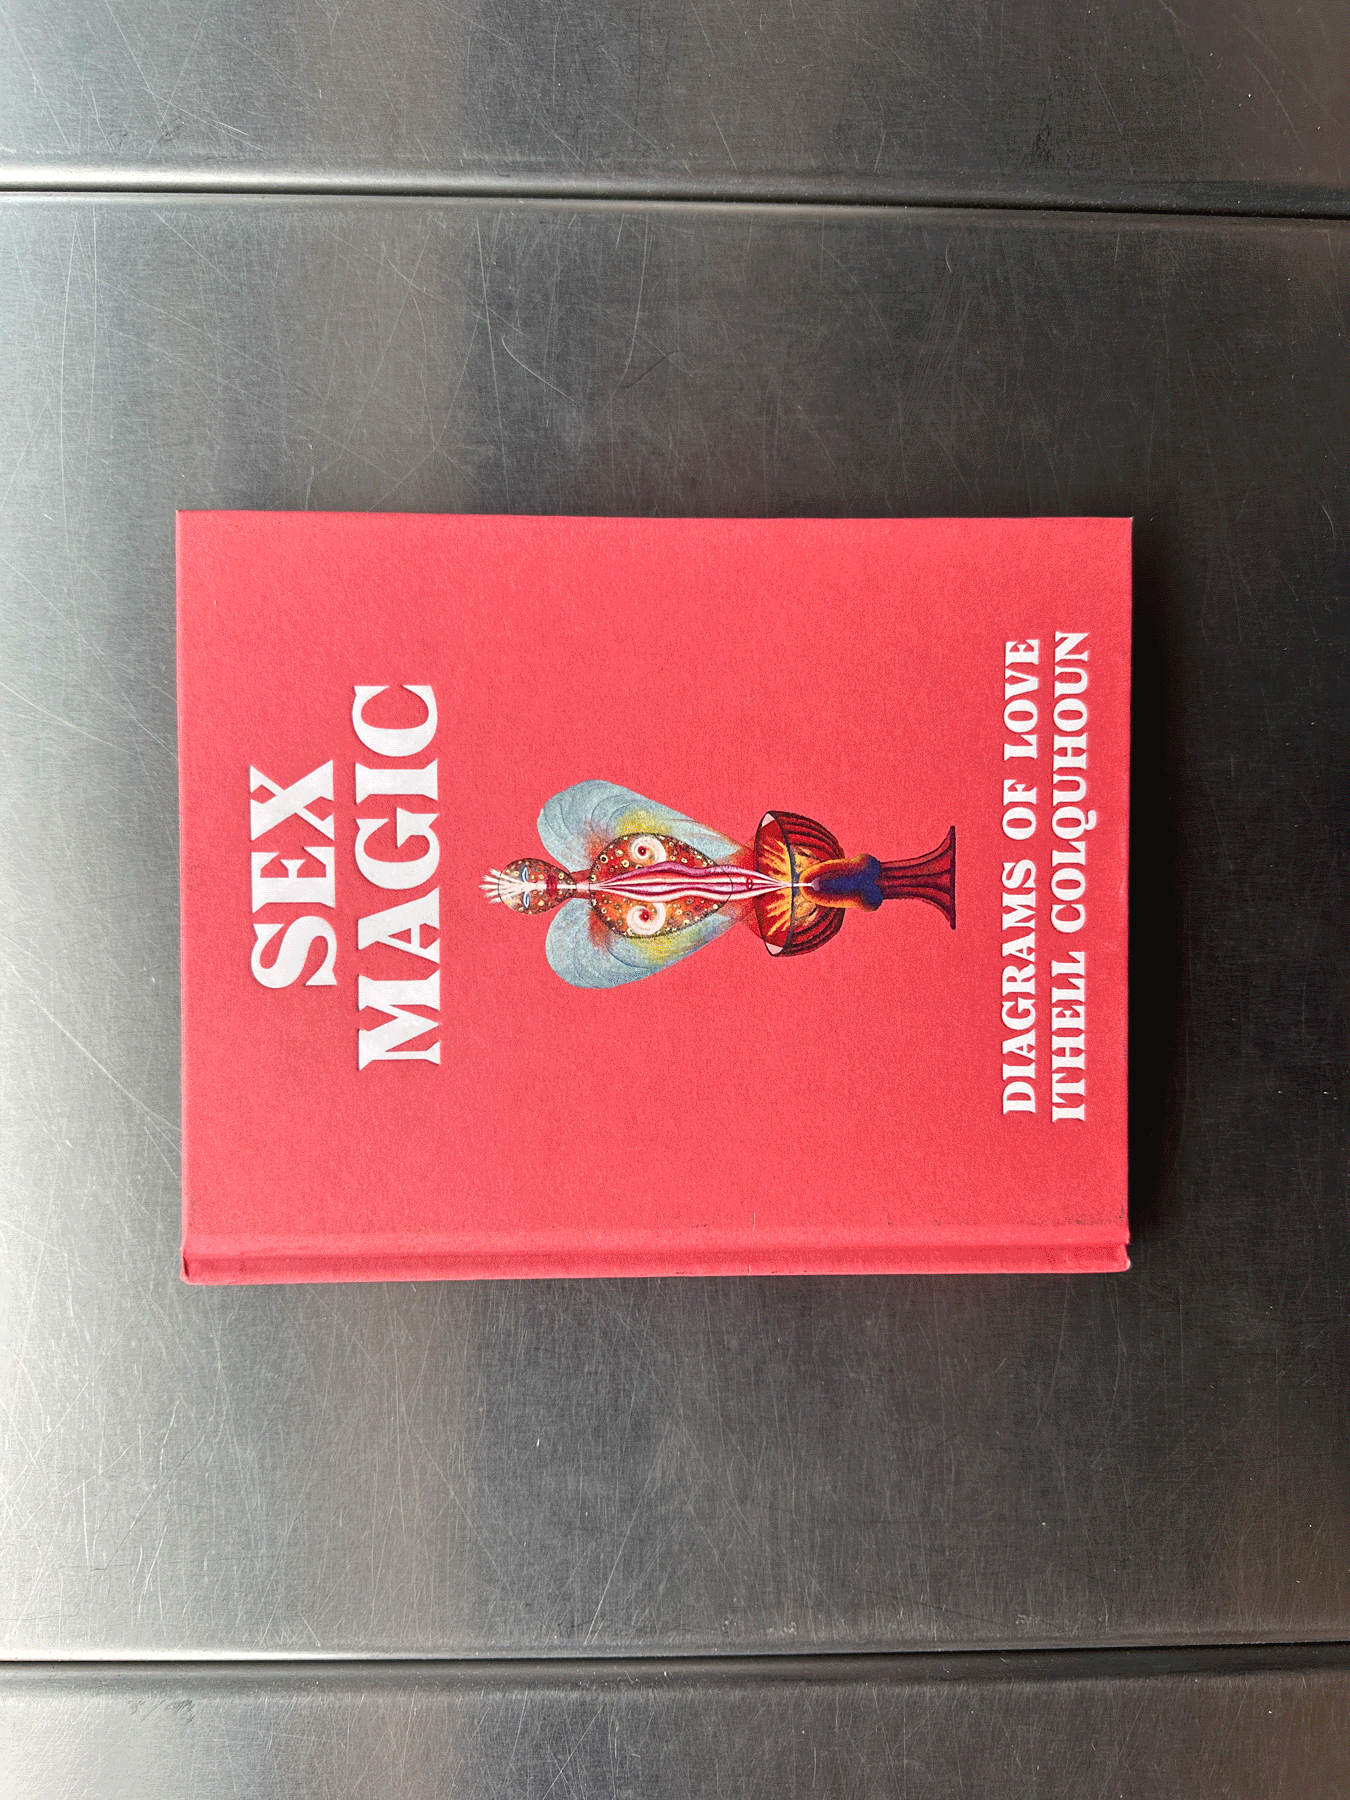 SEX
MAGIC
DIAGRAMS OF LOVE
ITHELL COLQUHOUN